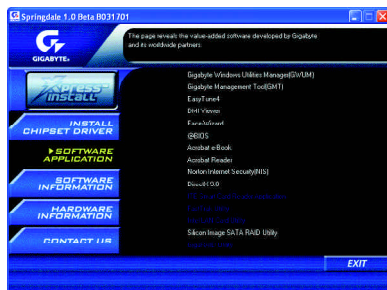 Springdale 1.0 Beta B031701
The page reveals the value-added software developed by Gigabyte
and its worldwide partners.
GIGABYTE
Xpress
Install
INSTALL
CHIPSET DRIVER
SOFTWARE
APPLICATION
SOFTWARE
INFORMATION
HARDWARE
INFORMATION
CONTACT US
Gigabyte Windows Utilities Manager(GWUM)
Gigabyte Management Tool(GMT)
EasyTune4
DMI Viewer
Face-Wizard
@BIOS
Acrobat e-Book
Acrobat Reader
Norton Internet Security(NIS)
DirectX 9.0
Silicon Image SATA RAID Utility
EXIT